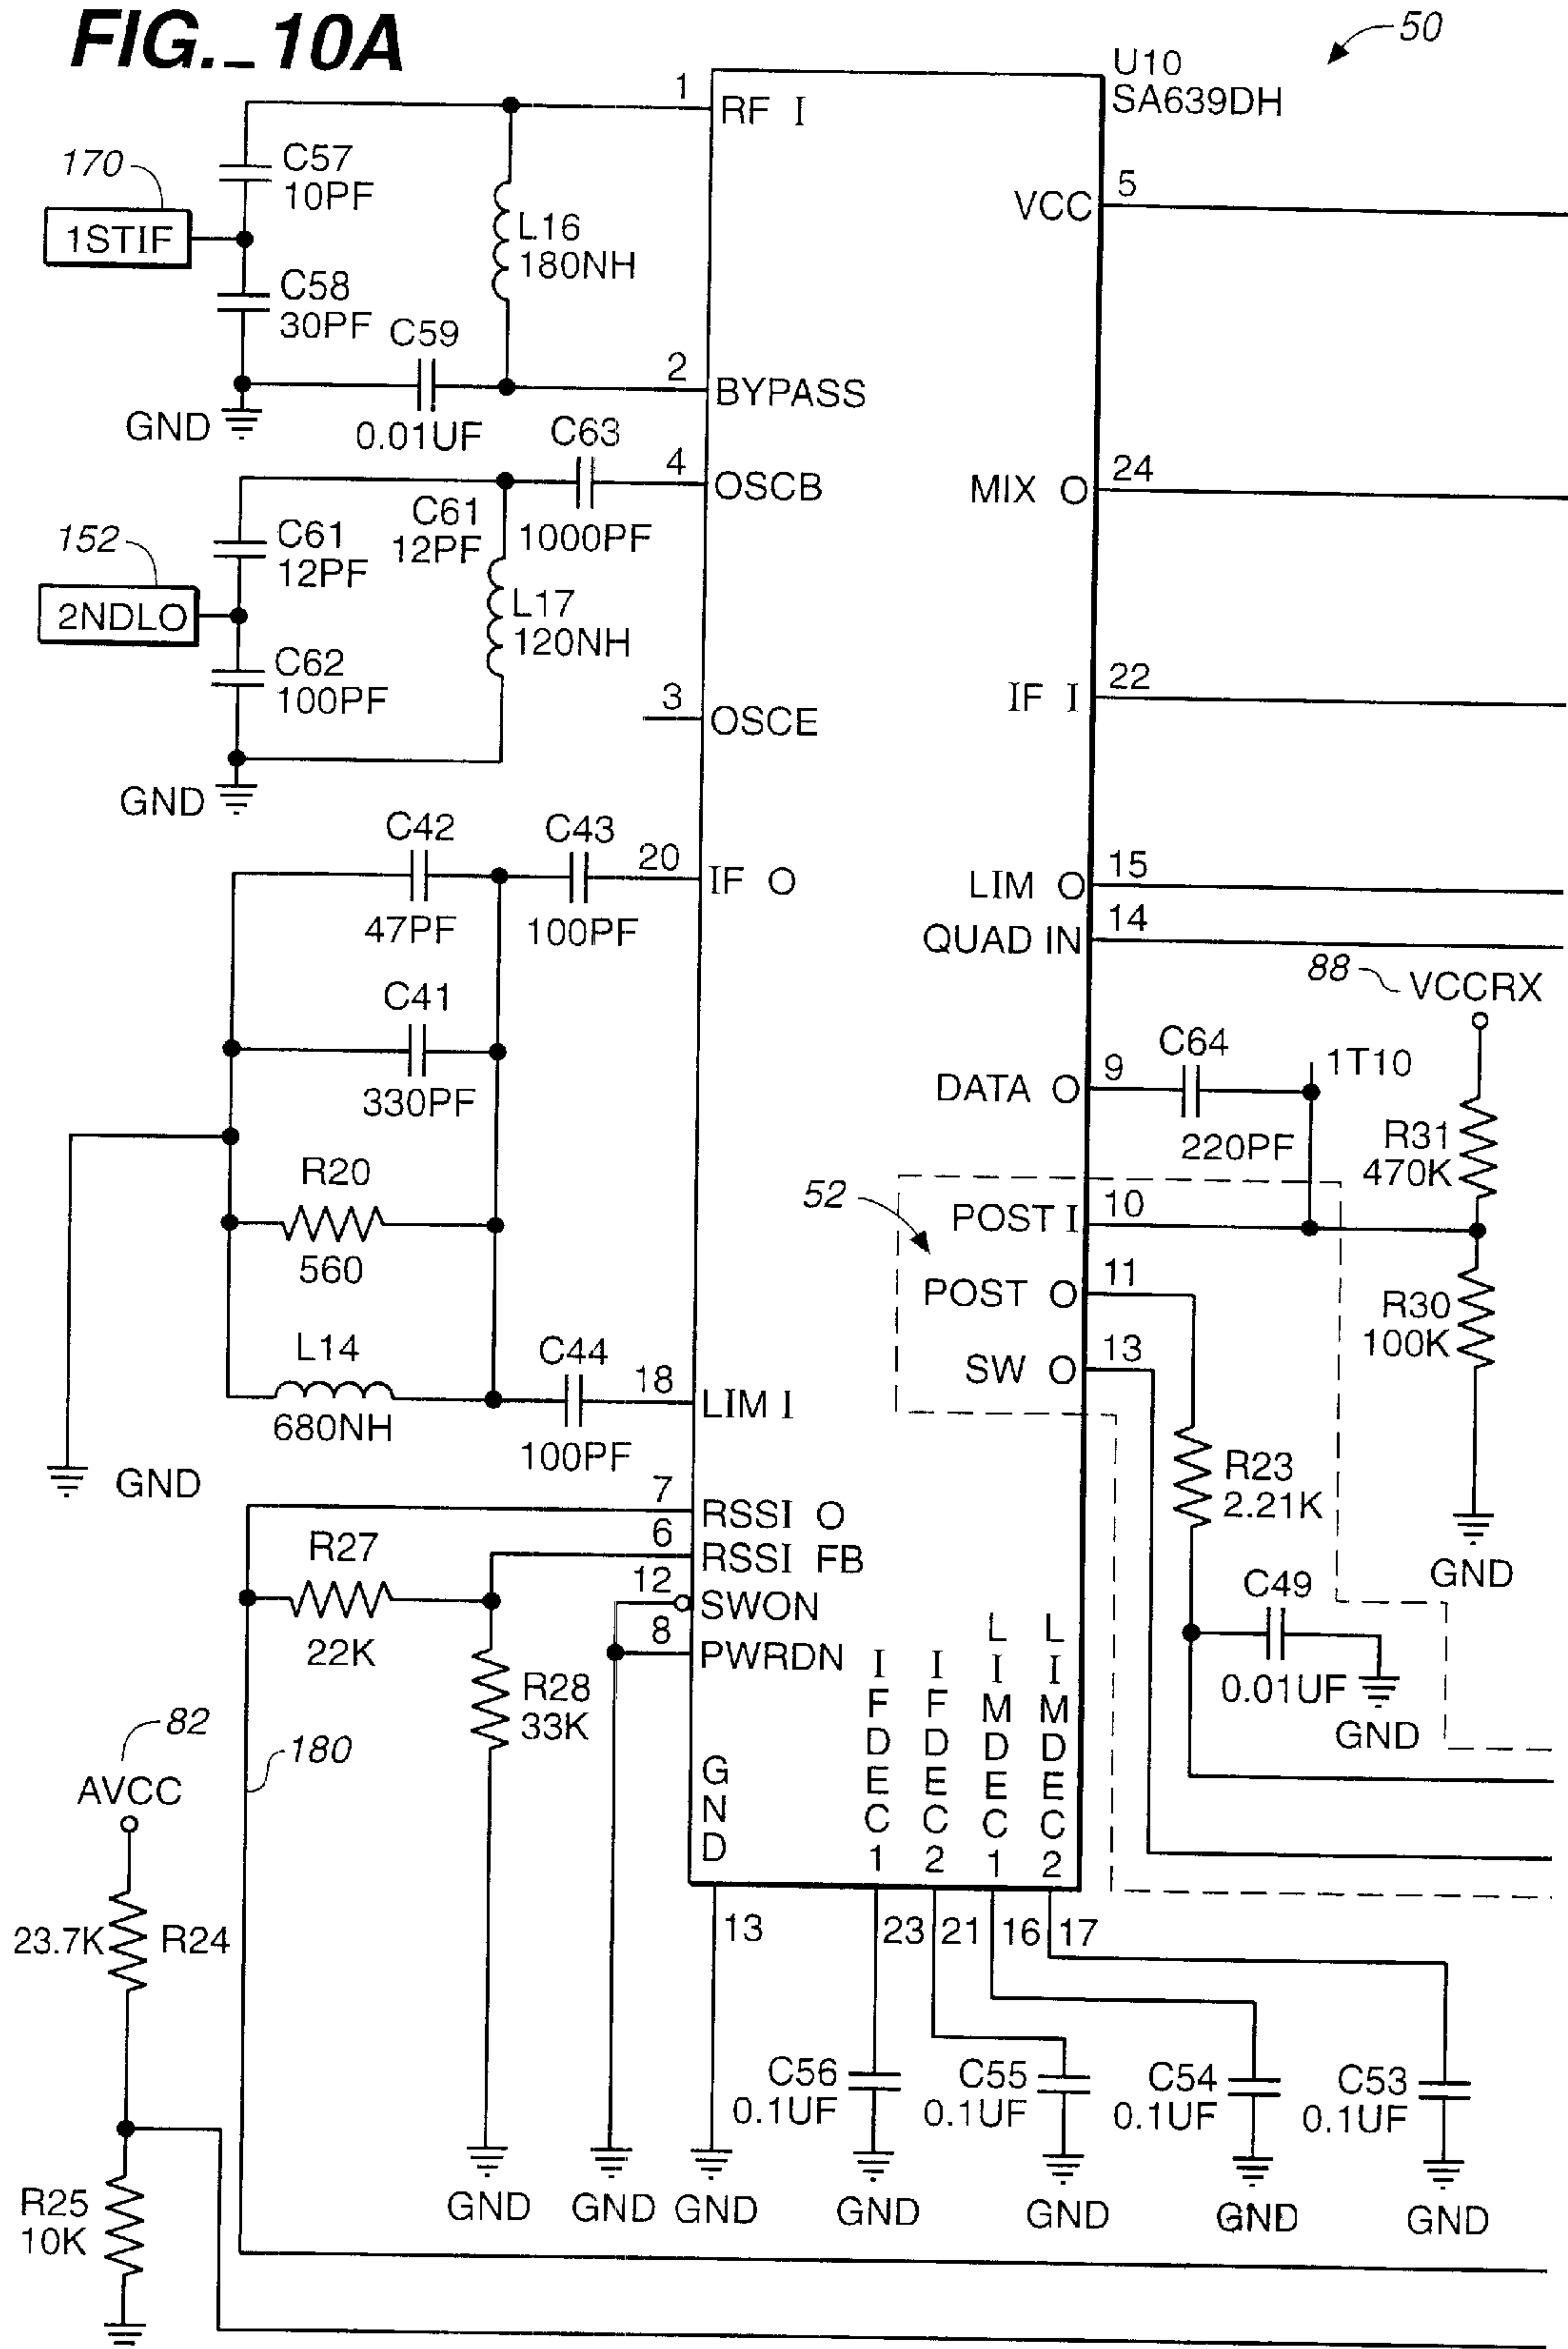 FIG._10A
50
U10
SA639DH
1
RF I
C57
10PF
170
1STIF
L16
180NH
C58
30PF
C59
0.01UF
GND
2
BYPASS
5
VCC
C63
1000PF
4
OSCB
C61
12PF
C61
12PF
152
2NDLO
L17
120NH
C62
100PF
GND
3
OSCE
24
MIX O
22
IF I
C42
47PF
C43
100PF
20
IF O
15
LIM O
14
QUAD IN
88
VCCRX
C41
330PF
9
DATA O
C64
220PF
1T10
R31
470K
R20
560
52
10
POST I
11
POST O
13
SW O
R30
100K
GND
L14
680NH
C44
100PF
18
LIM I
GND
R23
2.21K
C49
0.01UF
GND
7
RSSI O
6
RSSI FB
12
SWON
8
PWRDN
R27
22K
R28
33K
82
AVCC
180
GND
IFDEC1
IFDEC2
LIMDEC1
LIMDEC2
13
23
21
16
17
23.7K
R24
C56
0.1UF
C55
0.1UF
C54
0.1UF
C53
0.1UF
R25
10K
GND
GND
GND
GND
GND
GND
GND